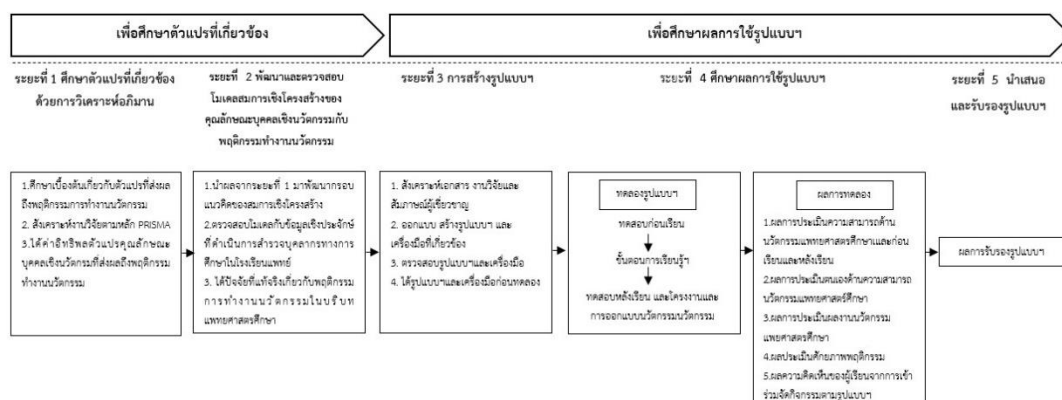 เพื่อศึกษาตัวแปรที่เกี่ยวข้อง
เพื่อศึกษาผลการใช้รูปแบบฯ
ระยะที่ 1 ศึกษาตัวแปรที่เกี่ยวข้อง
ด้วยการวิเคราะห์อภิมาน
ระยะที่ 2 พัฒนาและตรวจสอบ
โมเดลสมการเชิงโครงสร้างของ
คุณลักษณะบุคคลเชิงนวัตกรรมกับ
พฤติกรรมทำงานนวัตกรรม
ระยะที่ 3 การสร้างรูปแบบฯ
ระยะที่ 4 ศึกษาผลการใช้รูปแบบฯ
ระยะที่ 5 นำเสนอ
และรับรองรูปแบบฯ
1.ศึกษาเบื้องต้นเกี่ยวกับตัวแปรที่ส่งผล
ถึงพฤติกรรมการทำงานนวัตกรรม
2. สังเคราะห์งานวิจัยตามหลัก PRISMA
3.ได้ค่าอิทธิพลตัวแปรคุณลักษณะ
บุคคลเชิงนวัตกรมที่ส่งผลถึงพฤติกรรม
ทำงานนวัตกรรม
1.นำผลจากระยะที่ 1 มาพัฒนากรอบ
แนวคิดของสมการเชิงโครงสร้าง
2.ตรวจสอบโมเดลกับข้อมูลเชิงประจักษ์
ที่ดำเนินการสำรวจบุคลากรทางการ
ศึกษาในโรงเรียนแพทย์
3. ได้ปัจจัยที่แท้จริงเกี่ยวกับพฤติกรรม
การทำงานนวัตกรรมในบริบท
แพทยศาสตรศึกษา
1. สังเคราะห์เอกสาร งานวิจัยและ
สัมภาษณ์ผู้เชี่ยวชาญ
2. ออกแบบ สร้างรูปแบบฯ และ
เครื่องมือที่เกี่ยวข้อง
3. ตรวจสอบรูปแบบฯและเครื่องมือ
4. ได้รูปแบบฯและเครื่องมือก่อนทดลอง
ทดลองรูปแบบฯ
ทดสอบก่อนเรียน
ขั้นตอนการเรียนรู้ฯ
ทดสอบหลังเรียน และโครงงานและ
การออกแบบนวัตกรรมนวัตกรรม
ผลการทดลอง
1.ผลการประเมินความสามารถด้าน
นวัตกรรมแพทยศาสตร์ศึกษาและก่อน
เรียนและหลังเรียน
2.ผลการประเมินตนเองด้านความสามารถ
นวัตกรรมแพทยศาสตร์ศึกษา
3.ผลการประเมินผลงานนวัตกรรม
แพยศาสตรศึกษา
4.ผลประเมินศักยภาพพฤติกรรม
5.ผลความคิดเห็นของผู้เรียนจากการเข้า
ร่วมจัดกิจกรรมตามรูปแบบฯ
ผลการรับรองรูปแบบฯ